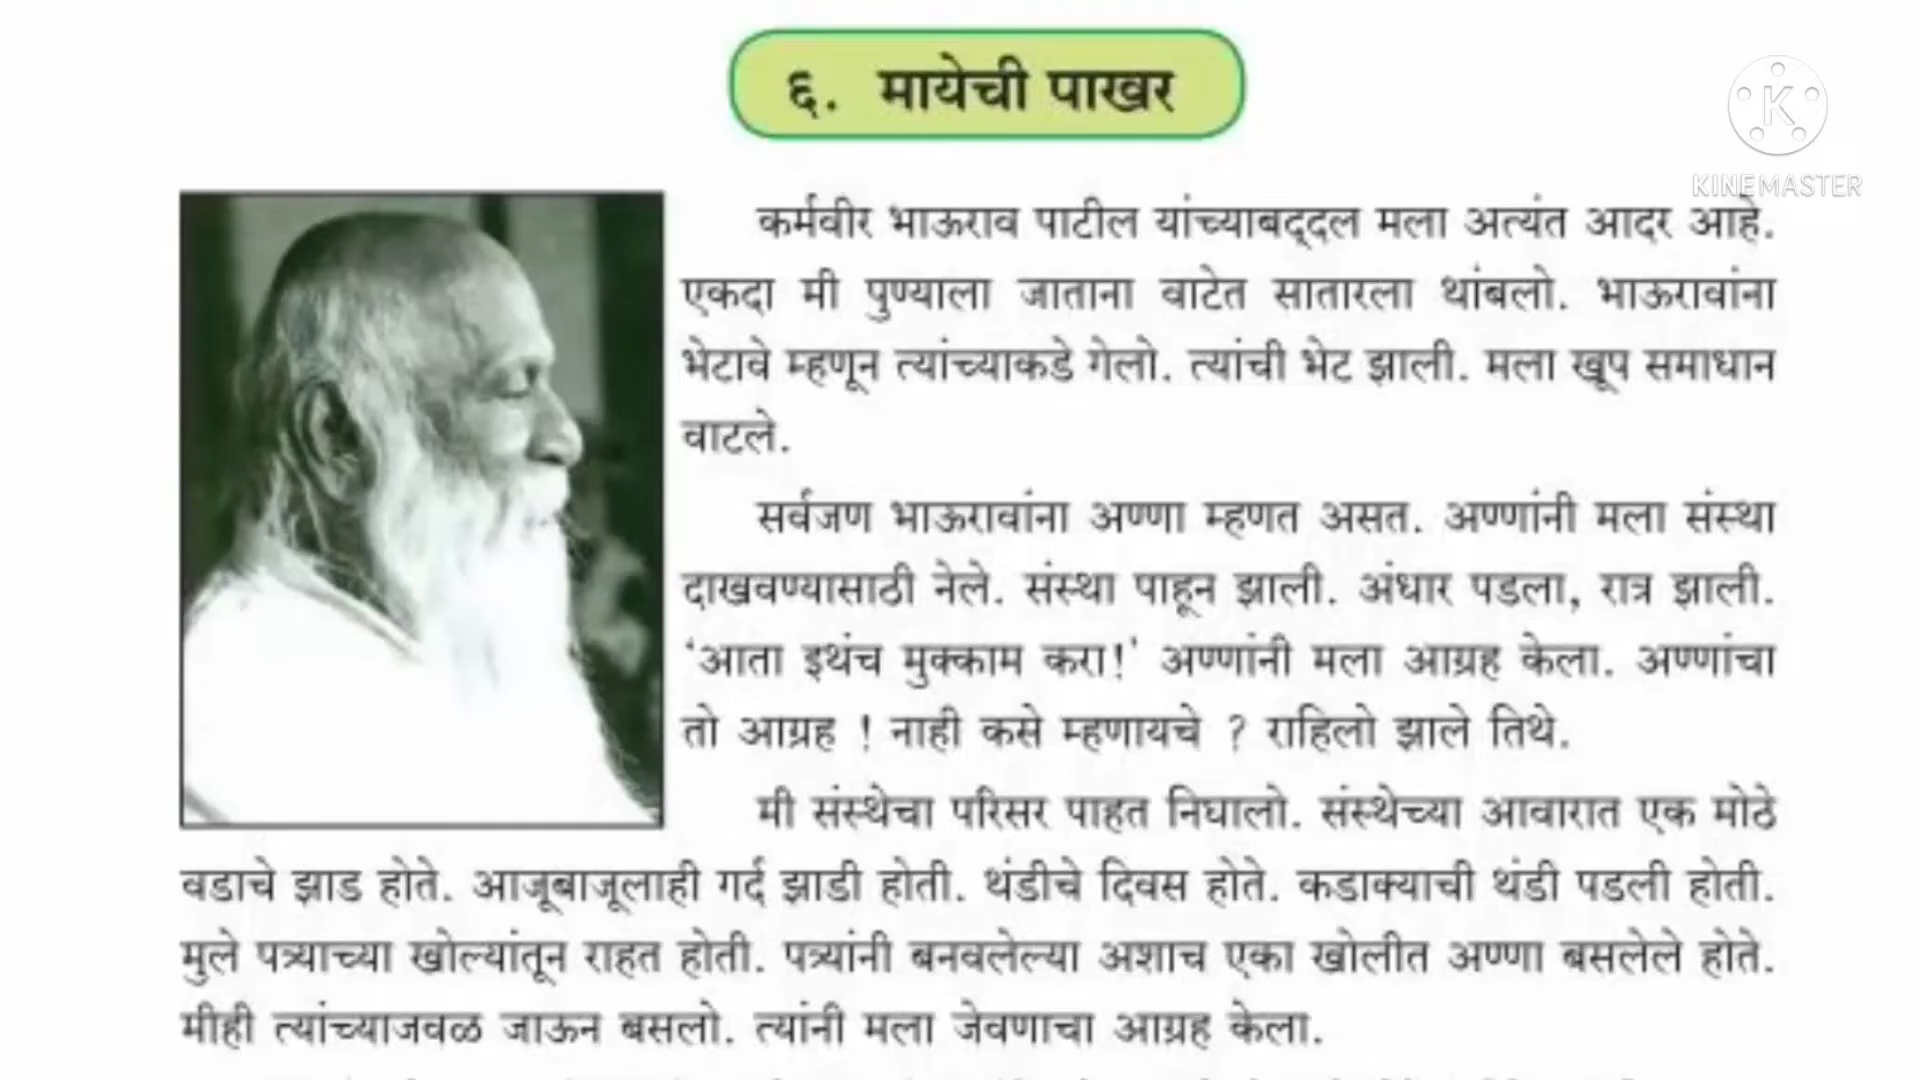 ६. मायेची पाखर
K
KINEMASTER
कर्मवीर भाऊराव पाटील यांच्याबद्‌दल मला अत्यंत आदर आहे.
एकदा मी पुण्याला जाताना वाटेत सातारला थांबलो. भाऊरावांना
भेटावे म्हणून त्यांच्याकडे गेलो. त्यांची भेट झाली. मला खूप समाधान
वाटले.
सर्वजण भाऊरावांना अण्णा म्हणत असत. अण्णांनी मला संस्था
दाखवण्यासाठी नेले. संस्था पाहून झाली. अंधार पडला, रात्र झाली.
‘आता इथंच मुक्काम करा!’ अण्णांनी मला आग्रह केला. अण्णांचा
तो आग्रह ! नाही कसे म्हणायचे ? राहिलो झाले तिथे.
मी संस्थेचा परिसर पाहत निघालो. संस्थेच्या आवारात एक मोठे
वडाचे झाड होते. आजूबाजूलाही गर्द झाडी होती. थंडीचे दिवस होते. कडाक्याची थंडी पडली होती.
मुले पत्र्याच्या खोल्यांतून राहत होती. पत्र्यांनी बनवलेल्या अशाच एका खोलीत अण्णा बसलेले होते.
मीही त्यांच्याजवळ जाऊन बसलो. त्यांनी मला जेवणाचा आग्रह केला.